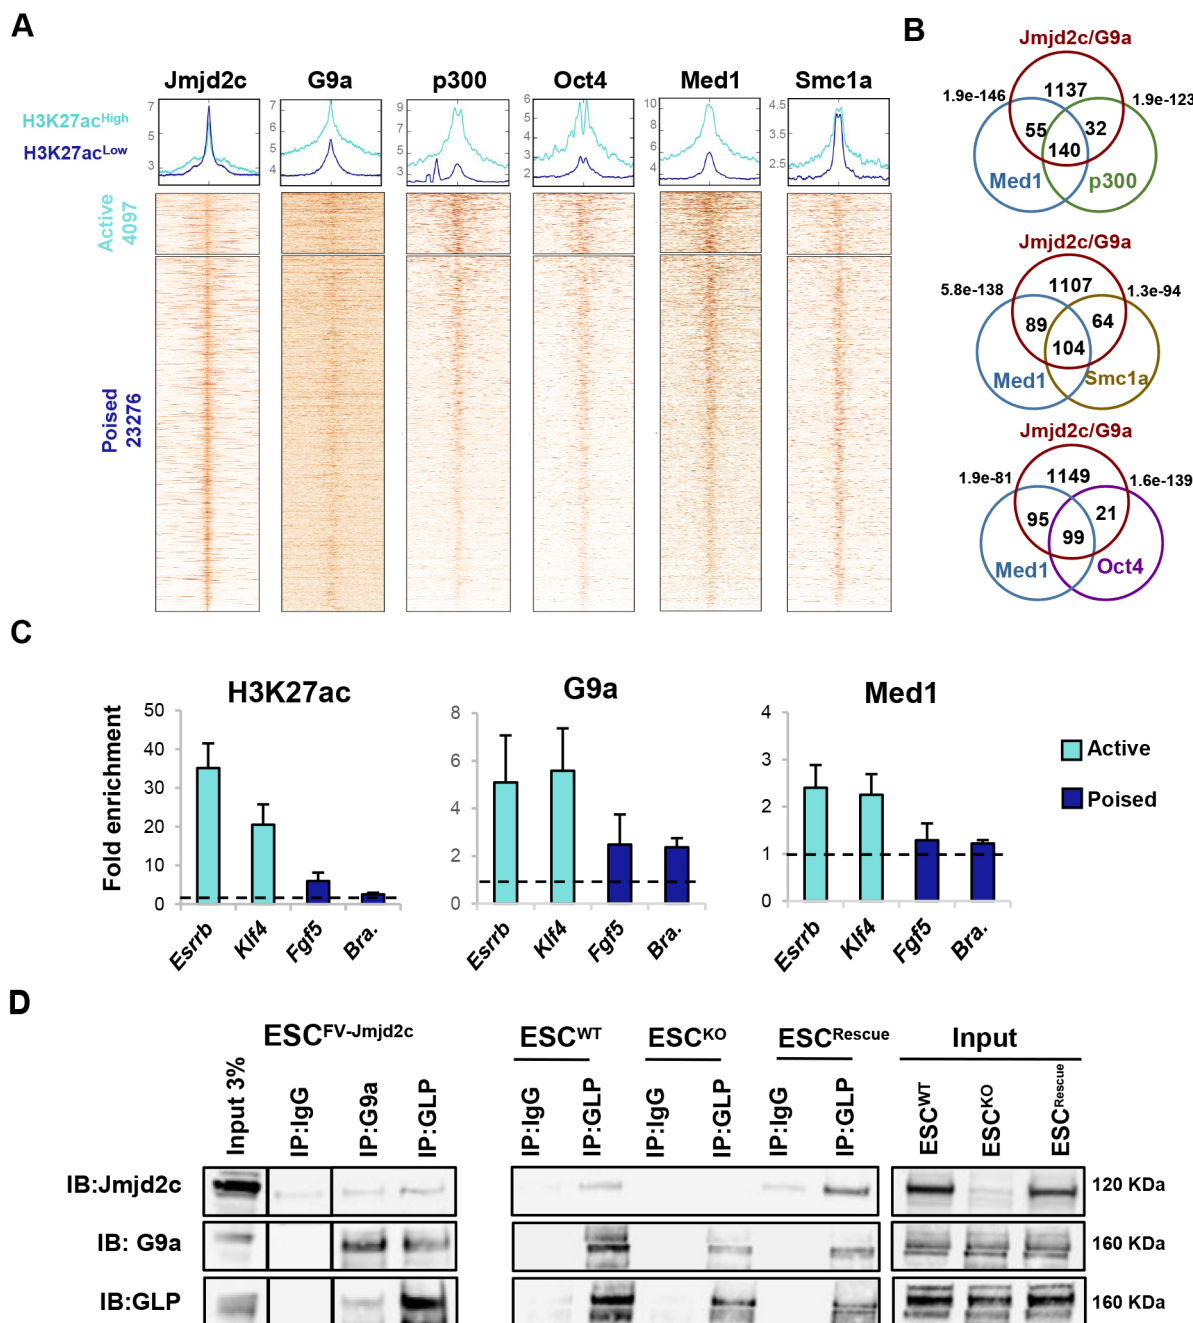 A
Jmjd2c G9a p300 Oct4 Med1 Smc1a
H3K27acHigh
H3K27acLow
7 5 3
7 6 4 3
9 7 5 4 3
6 5 3 2
10 8 6 4
4.5 3.5 2.5
Active
4097
Poised
23276
B
Jmjd2c/G9a
1137
1.9e-146 1.9e-123
55 32
140
Med1 p300
Jmjd2c/G9a
1107
5.8e-138 1.3e-94
89 64
104
Med1 Smc1a
Jmjd2c/G9a
1149
1.9e-81 1.6e-139
95 21
99
Med1 Oct4
C
H3K27ac
Fold enrichment
50
40
30
20
10
0
Esrrb Klf4 Fgf5 Bra.
G9a
8
6
4
2
0
Esrrb Klf4 Fgf5 Bra.
Med1
4
3
2
1
0
Esrrb Klf4 Fgf5 Bra.
Active
Poised
D
ESCFV-Jmjd2c
Input 3% IP:IgG IP:G9a IP:GLP
ESCWT ESCKO ESCRescue Input
IP:IgG IP:GLP IP:IgG IP:GLP IP:IgG IP:GLP ESCWT ESCKO ESCRescue
IB:Jmjd2c 120 KDa
IB: G9a 160 KDa
IB:GLP 160 KDa